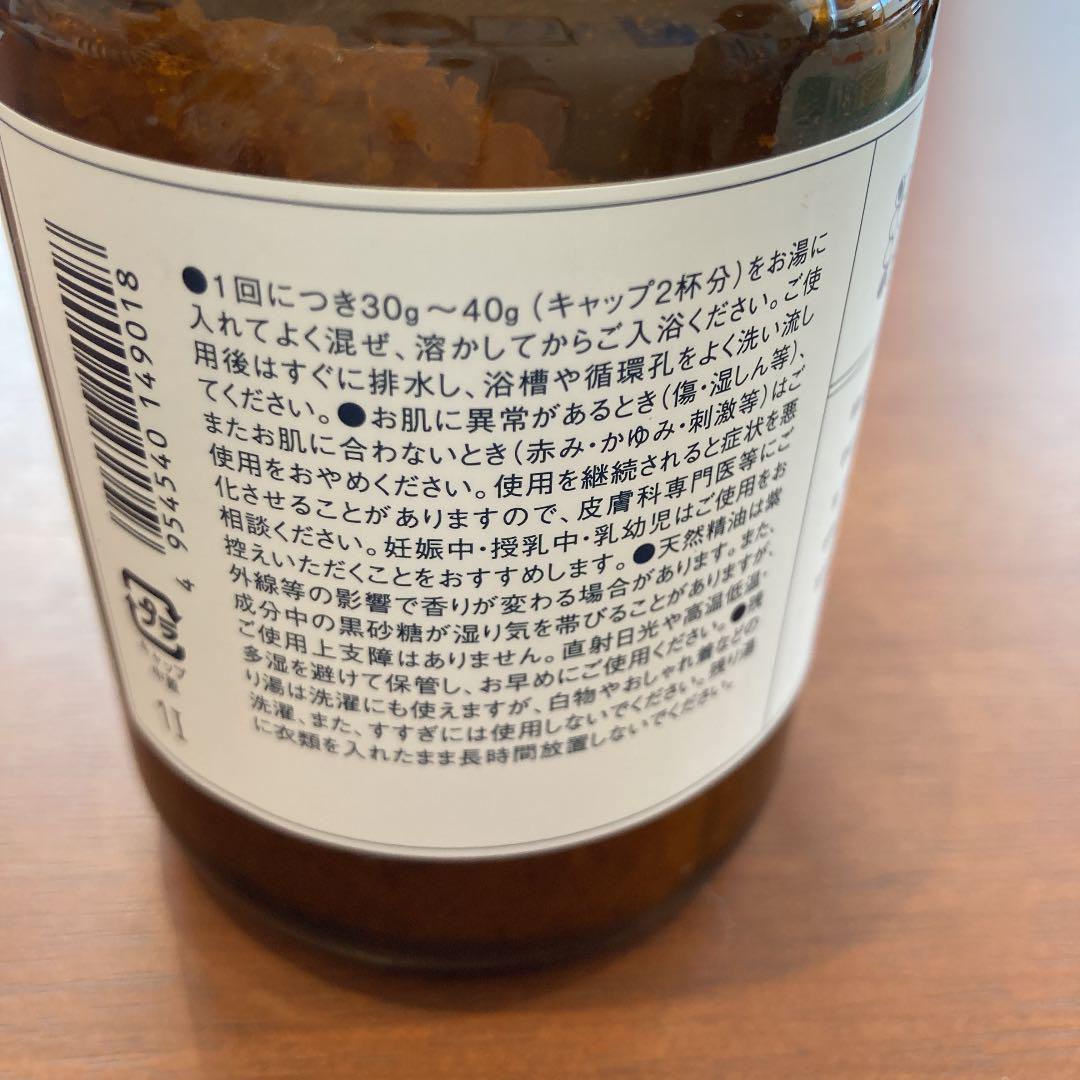 ●1回につき30g〜40g(キャップ2杯分)をお湯に
入れてよく混ぜ、溶かしてからご入浴ください。ご使
用後はすぐに排水し、浴槽や循環孔をよく洗い流し
てください。●お肌に異常があるとき(傷・湿しん等)、
またお肌に合わないとき(赤み・かゆみ・刺激等)はご
使用をおやめください。使用を継続されると症状を悪
化させることがありますので、皮膚科専門医等にご
相談ください。妊娠中・授乳中・乳幼児はご使用をお
控えいただくことをおすすめします。●天然精油は紫
外線等の影響で香りが変わる場合があります。また、
成分中の黒砂糖が湿り気を帯びることがありますが、
ご使用上支障はありません。直射日光や高温低温・
多湿を避けて保管し、お早めにご使用ください。●残
り湯は洗濯にも使えますが、白物やおしゃれ着などの
洗濯、また、すすぎには使用しないでください。残り湯
に衣類を入れたまま長時間放置しないでください。
4 954540 149018
プラ
キャップ